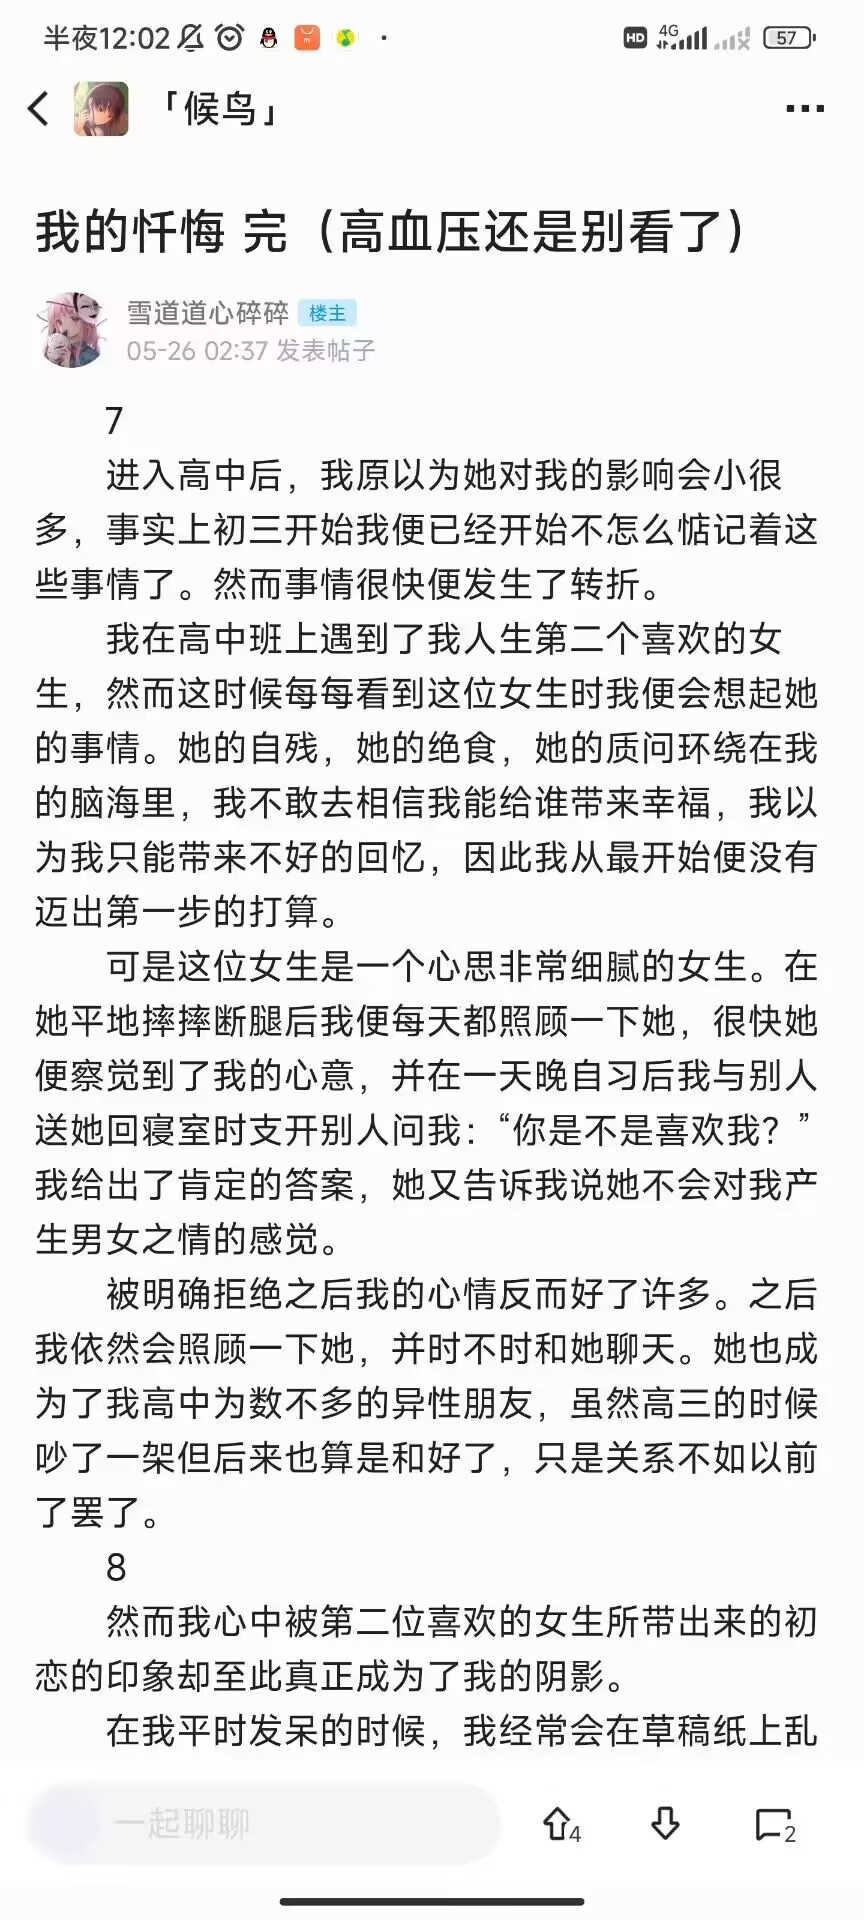 半夜12:02
HD 4G 57
「候鸟」
我的忏悔 完（高血压还是别看了）
雪道道心碎碎 楼主
05-26 02:37 发表帖子
7
进入高中后，我原以为她对我的影响会小很
多，事实上初三开始我便已经开始不怎么惦记着这
些事情了。然而事情很快便发生了转折。
我在高中班上遇到了我人生第二个喜欢的女
生，然而这时候每每看到这位女生时我便会想起她
的事情。她的自残，她的绝食，她的质问环绕在我
的脑海里，我不敢去相信我能给谁带来幸福，我以
为我只能带来不好的回忆，因此我从最开始便没有
迈出第一步的打算。
可是这位女生是一个心思非常细腻的女生。在
她平地摔摔断腿后我便每天都照顾一下她，很快她
便察觉到了我的心意，并在一天晚自习后我与别人
送她回寝室时支开别人问我：“你是不是喜欢我？”
我给出了肯定的答案，她又告诉我说她不会对我产
生男女之情的感觉。
被明确拒绝之后我的心情反而好了许多。之后
我依然会照顾一下她，并时不时和她聊天。她也成
为了我高中为数不多的异性朋友，虽然高三的时候
吵了一架但后来也算是和好了，只是关系不如以前
了罢了。
8
然而我心中被第二位喜欢的女生所带出来的初
恋的印象却至此真正成为了我的阴影。
在我平时发呆的时候，我经常会在草稿纸上乱
一起聊聊 4 2